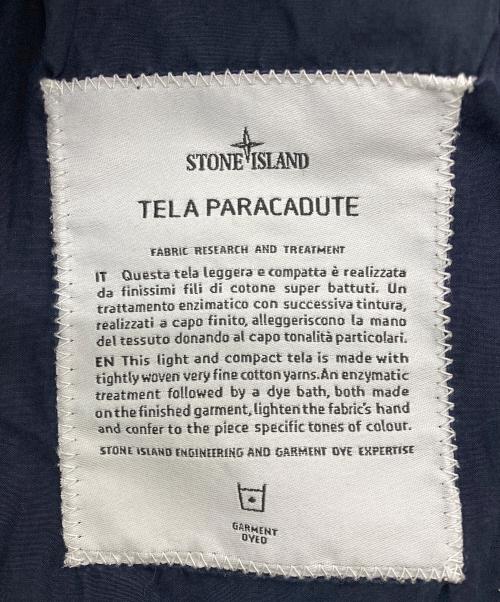 STONE ISLAND
TELA PARACADUTE
FABRIC RESEARCH AND TREATMENT
IT Questa tela leggera e compatta è realizzata
da finissimi fili di cotone super battuti. Un
trattamento enzimatico con successiva tintura,
realizzati a capo finito, alleggeriscono la mano
del tessuto donando al capo tonalità particolari.
EN This light and compact tela is made with
tightly woven very fine cotton yarns.An enzymatic
treatment followed by a dye bath, both made
on the finished garment, lighten the fabric's hand
and confer to the piece specific tones of colour.
STONE ISLAND ENGINEERING AND GARMENT DYE EXPERTISE
GARMENT
DYED